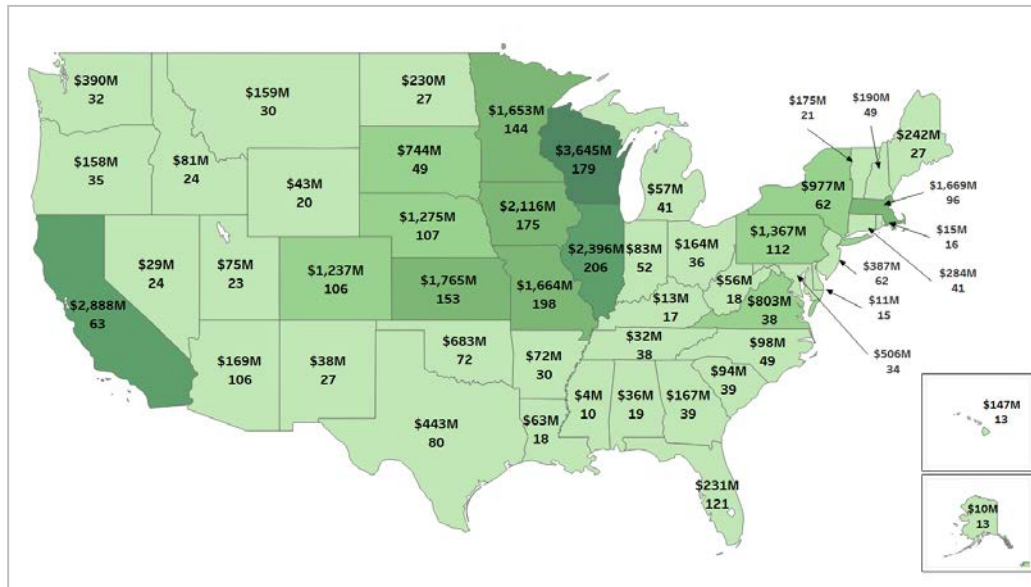 $390M
32
$159M
30
$230M
27
$1,653M
144
$3,645M
179
$175M
21
$190M
49
$242M
27
$158M
35
$81M
24
$43M
20
$744M
49
$57M
41
$977M
62
$1,669M
96
$15M
16
$284M
41
$387M
62
$11M
15
$506M
34
$2,888M
63
$29M
24
$75M
23
$1,237M
106
$1,275M
107
$2,116M
175
$2,396M
206
$83M
52
$164M
36
$1,367M
112
$56M
18
$803M
38
$1,765M
153
$1,664M
198
$13M
17
$32M
38
$98M
49
$169M
106
$38M
27
$683M
72
$72M
30
$94M
39
$443M
80
$63M
18
$4M
10
$36M
19
$167M
39
$231M
121
$147M
13
$10M
13